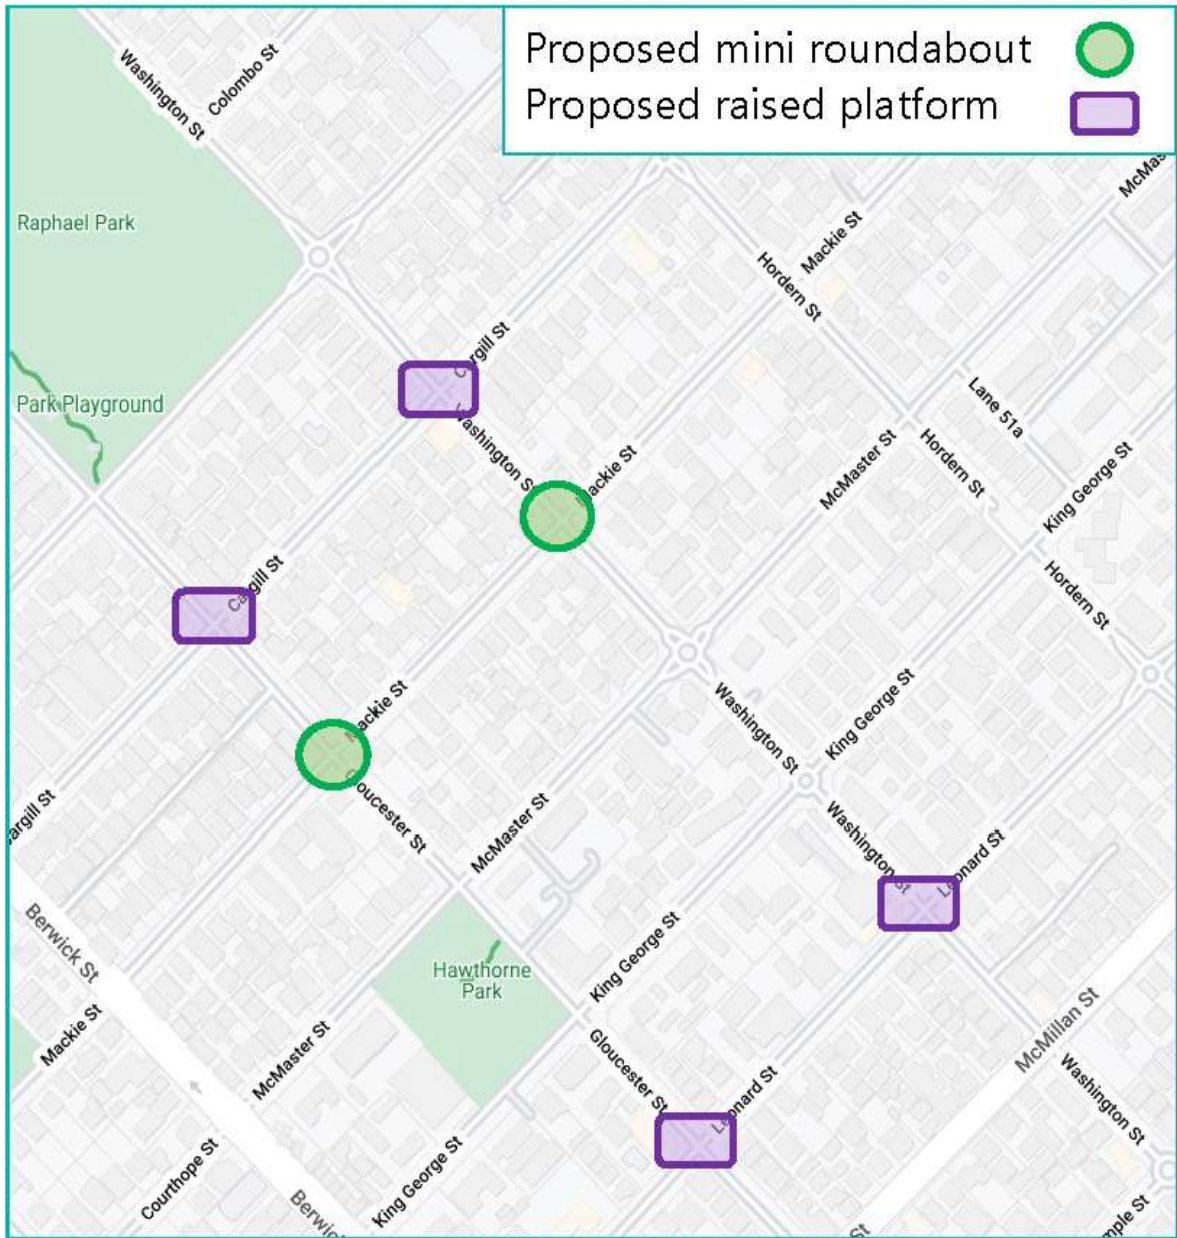 Proposed mini roundabout
Proposed raised platform
Washington St
Colombo St
Raphael Park
Mackie St
Hordern St
Park Playground
Washington St
Mackie St
McMaster St
Lane 51a
Hordern St
King George St
Hordern St
Cargill St
Mackie St
Gloucester St
McMaster St
Washington St
King George St
Washington St
Leonard St
Berwick St
Mackie St
McMaster St
Hawthorne
Park
King George St
Gloucester St
Leonard St
McMillan St
Washington St
Courthope St
King George St
St